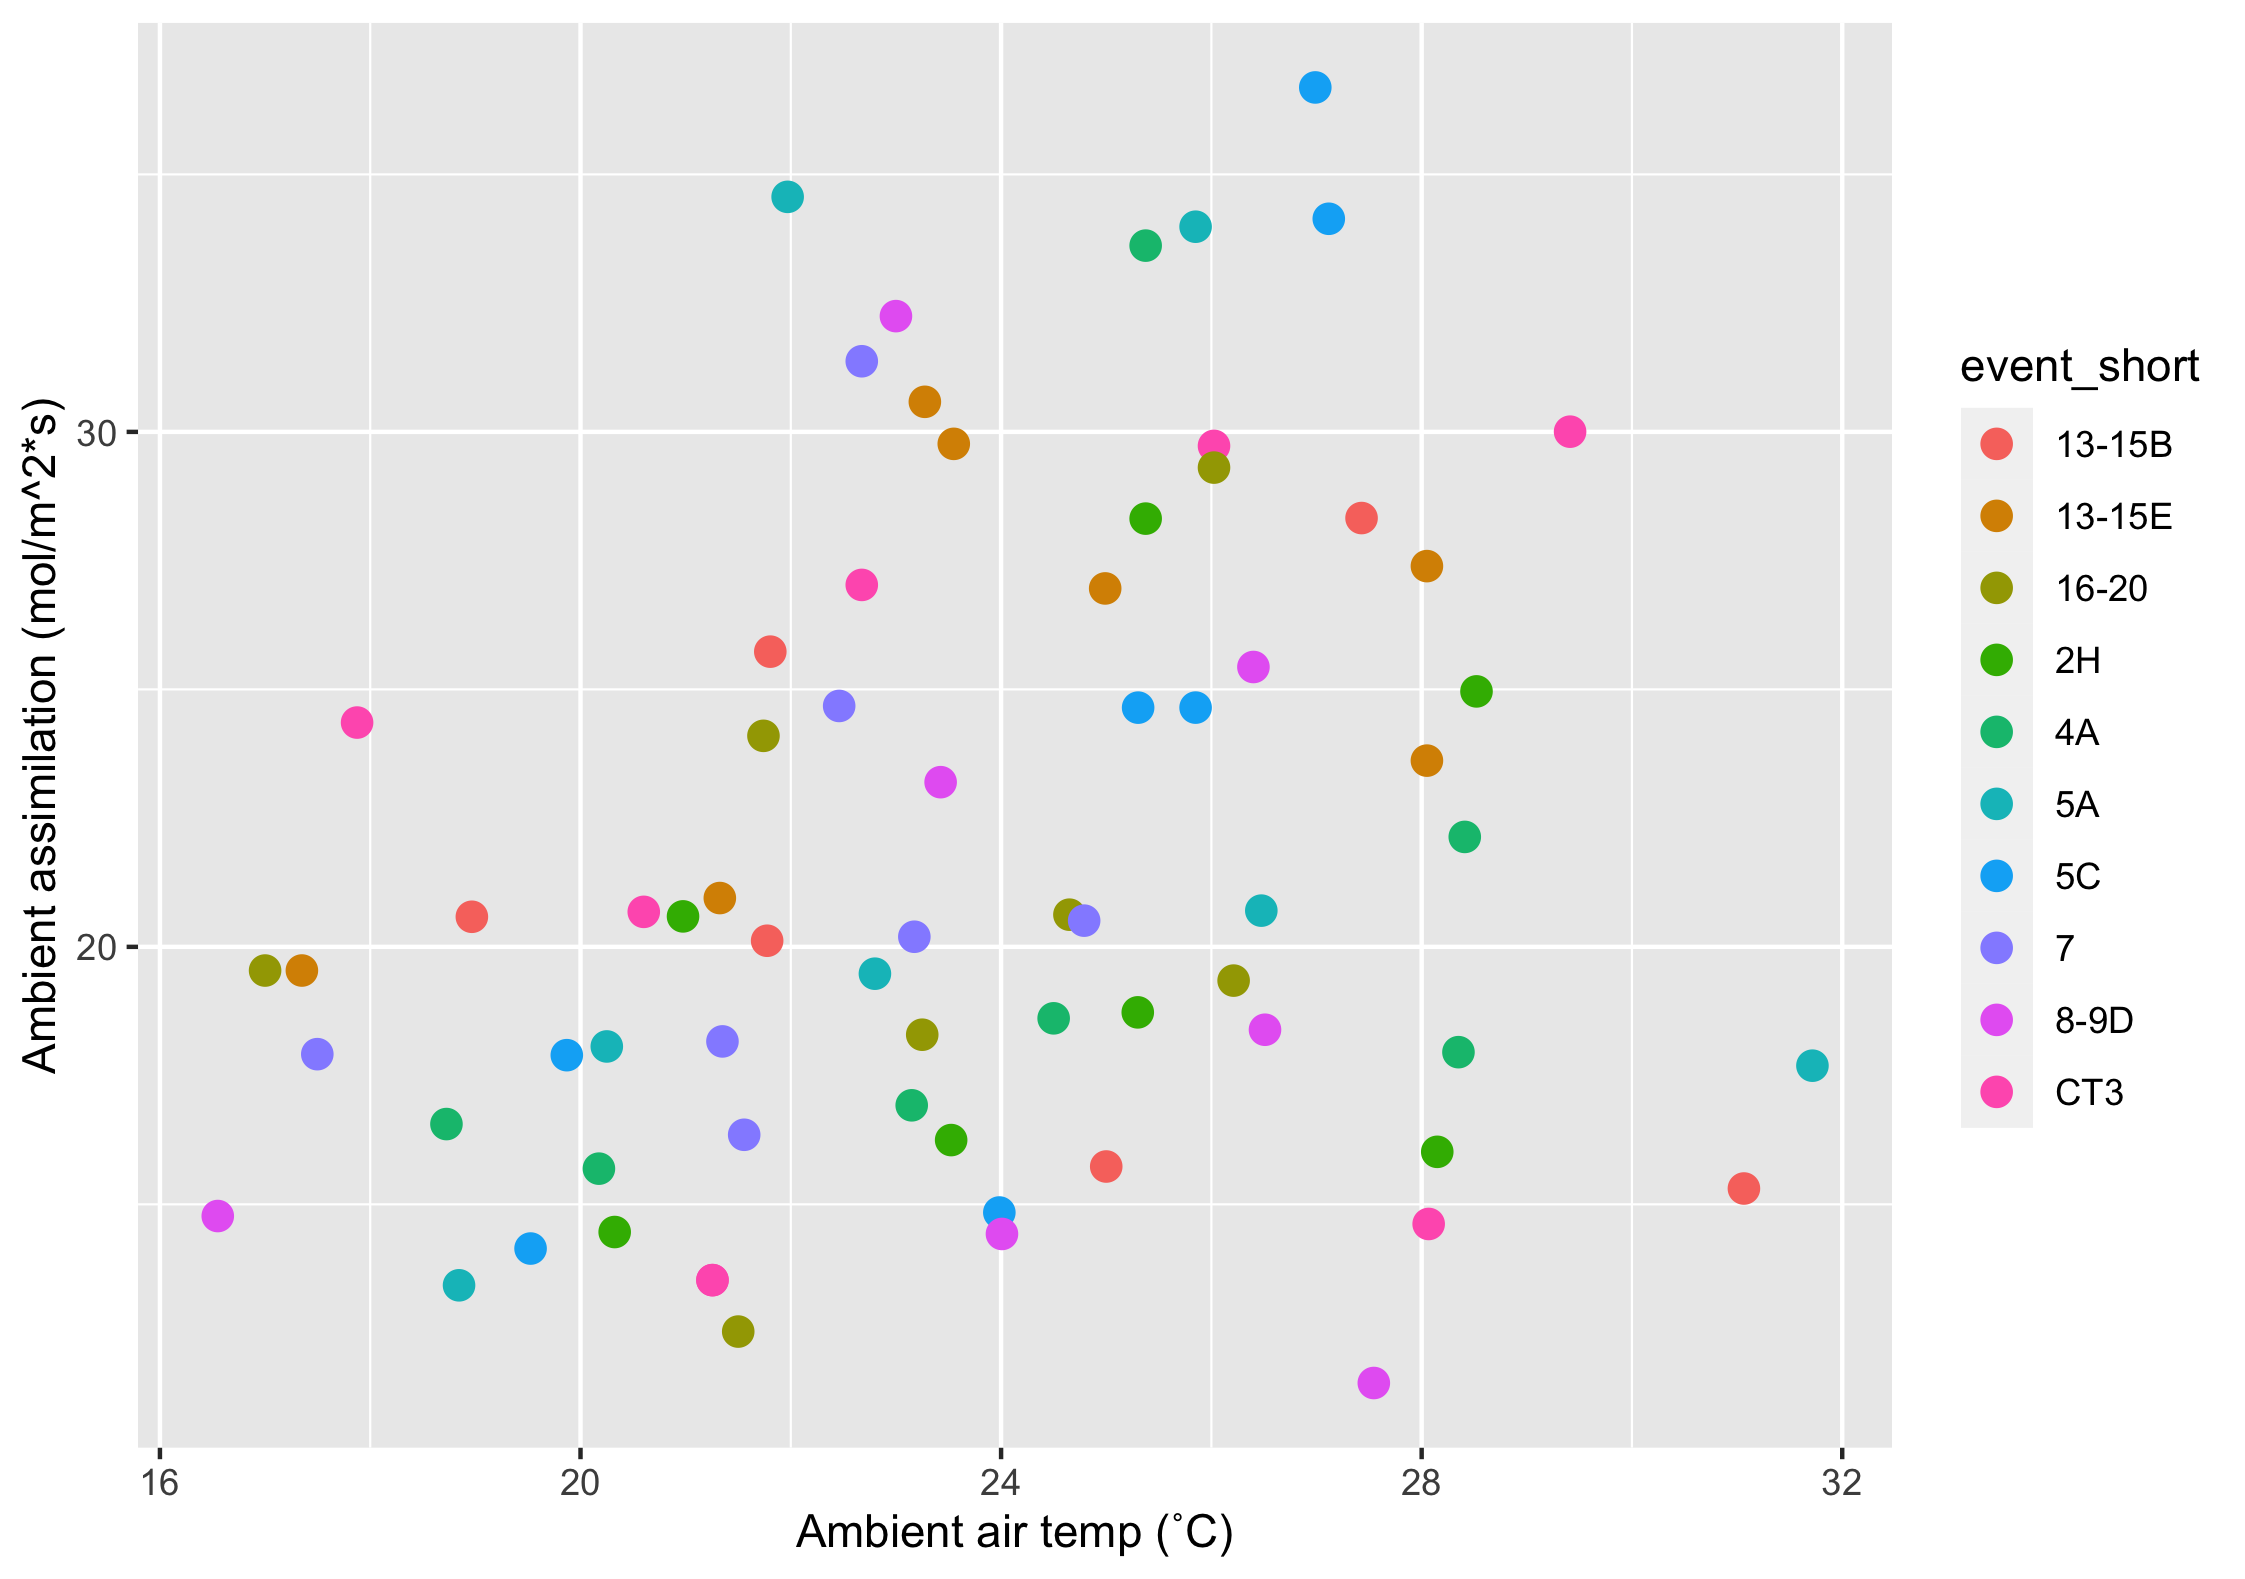 Ambient assimilation (mol/m^2*s)
30
20
16 20 24 28 32
Ambient air temp (˚C)
event_short
13-15B
13-15E
16-20
2H
4A
5A
5C
7
8-9D
CT3